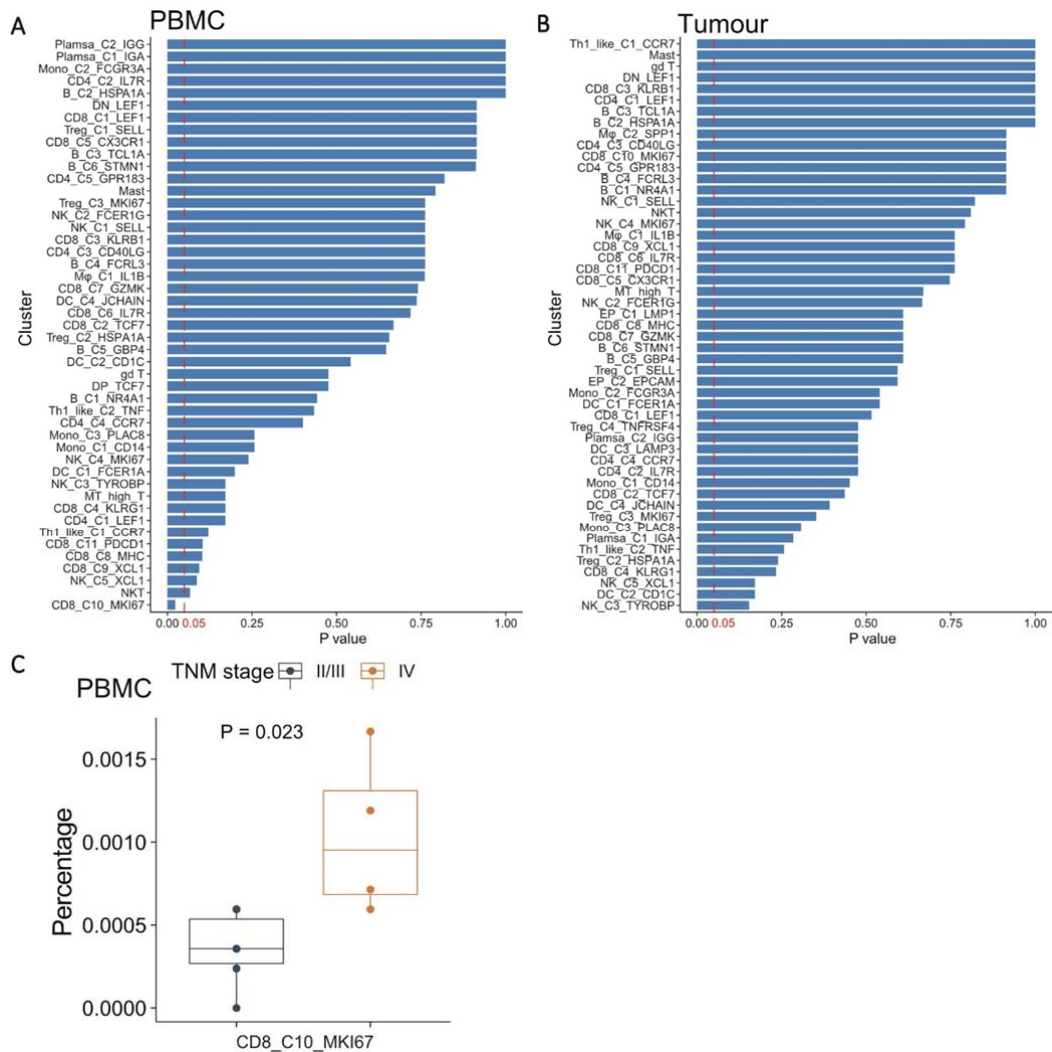 A
PBMC
Plamsa_C2_IGG
Plamsa_C1_IGA
Mono_C2_FCGR3A
CD4_C2_IL7R
B_C2_HSPA1A
DN_LEF1
CD8_C1_LEF1
Treg_C1_SELL
CD8_C5_CX3CR1
B_C3_TCL1A
B_C6_STMN1
CD4_C5_GPR183
Mast
Treg_C3_MKI67
NK_C2_FCER1G
NK_C1_SELL
CD8_C3_KLRB1
CD4_C3_CD40LG
B_C4_FCRL3
Mφ_C1_IL1B
CD8_C7_GZMK
DC_C4_JCHAIN
CD8_C6_IL7R
CD8_C2_TCF7
Treg_C2_HSPA1A
B_C5_GBP4
DC_C2_CD1C
gd T
DP_TCF7
B_C1_NR4A1
Th1_like_C2_TNF
CD4_C4_CCR7
Mono_C3_PLAC8
Mono_C1_CD14
NK_C4_MKI67
DC_C1_FCER1A
NK_C3_TYROBP
MT_high_T
CD8_C4_KLRG1
CD4_C1_LEF1
Th1_like_C1_CCR7
CD8_C11_PDCD1
CD8_C8_MHC
CD8_C9_XCL1
NK_C5_XCL1
NKT
CD8_C10_MKI67
Cluster
0.00 0.05 0.25 0.50 0.75 1.00
P value
B
Tumour
Th1_like_C1_CCR7
Mast
gd T
DN_LEF1
CD8_C3_KLRB1
CD4_C1_LEF1
B_C3_TCL1A
B_C2_HSPA1A
Mφ_C2_SPP1
CD4_C3_CD40LG
CD8_C10_MKI67
CD4_C5_GPR183
B_C4_FCRL3
B_C1_NR4A1
NK_C1_SELL
NKT
NK_C4_MKI67
Mφ_C1_IL1B
CD8_C9_XCL1
CD8_C6_IL7R
CD8_C11_PDCD1
CD8_C5_CX3CR1
MT_high_T
NK_C2_FCER1G
EP_C1_LMP1
CD8_C8_MHC
CD8_C7_GZMK
B_C6_STMN1
B_C5_GBP4
Treg_C1_SELL
EP_C2_EPCAM
Mono_C2_FCGR3A
DC_C1_FCER1A
CD8_C1_LEF1
Treg_C4_TNFRSF4
Plamsa_C2_IGG
DC_C3_LAMP3
CD4_C4_CCR7
CD4_C2_IL7R
Mono_C1_CD14
CD8_C2_TCF7
DC_C4_JCHAIN
Treg_C3_MKI67
Mono_C3_PLAC8
Plamsa_C1_IGA
Th1_like_C2_TNF
Treg_C2_HSPA1A
CD8_C4_KLRG1
NK_C5_XCL1
DC_C2_CD1C
NK_C3_TYROBP
Cluster
0.00 0.05 0.25 0.50 0.75 1.00
P value
C
TNM stage II/III IV
PBMC
P = 0.023
0.0015
0.0010
0.0005
0.0000
Percentage
CD8_C10_MKI67